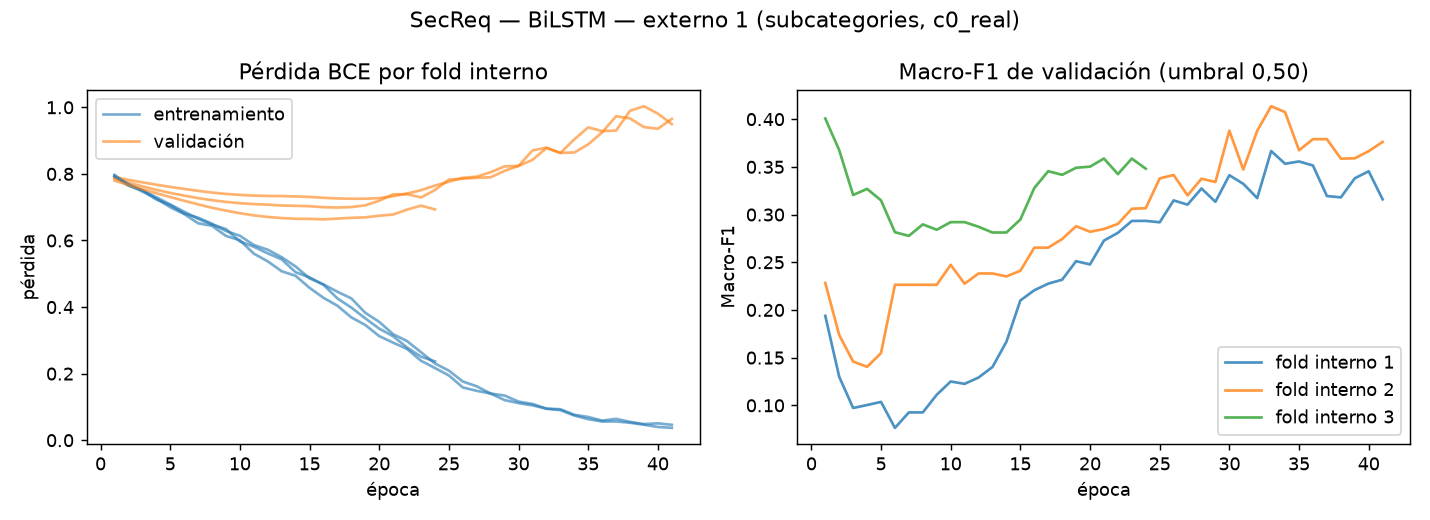 SecReq — BiLSTM — externo 1 (subcategories, c0_real)
Pérdida BCE por fold interno
pérdida
1.0
0.8
0.6
0.4
0.2
0.0
entrenamiento
validación
0 5 10 15 20 25 30 35 40
época
Macro-F1 de validación (umbral 0,50)
Macro-F1
0.40
0.35
0.30
0.25
0.20
0.15
0.10
fold interno 1
fold interno 2
fold interno 3
0 5 10 15 20 25 30 35 40
época